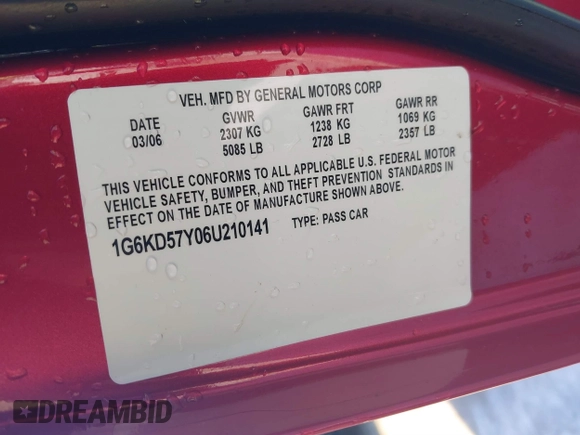 VEH. MFD BY GENERAL MOTORS CORP
DATE GVWR GAWR FRT GAWR RR
03/06 2307 KG 1238 KG 1069 KG
5085 LB 2728 LB 2357 LB
THIS VEHICLE CONFORMS TO ALL APPLICABLE U.S. FEDERAL MOTOR
VEHICLE SAFETY, BUMPER, AND THEFT PREVENTION STANDARDS IN
EFFECT ON THE DATE OF MANUFACTURE SHOWN ABOVE.
1G6KD57Y06U210141 TYPE: PASS CAR
DREAMBID